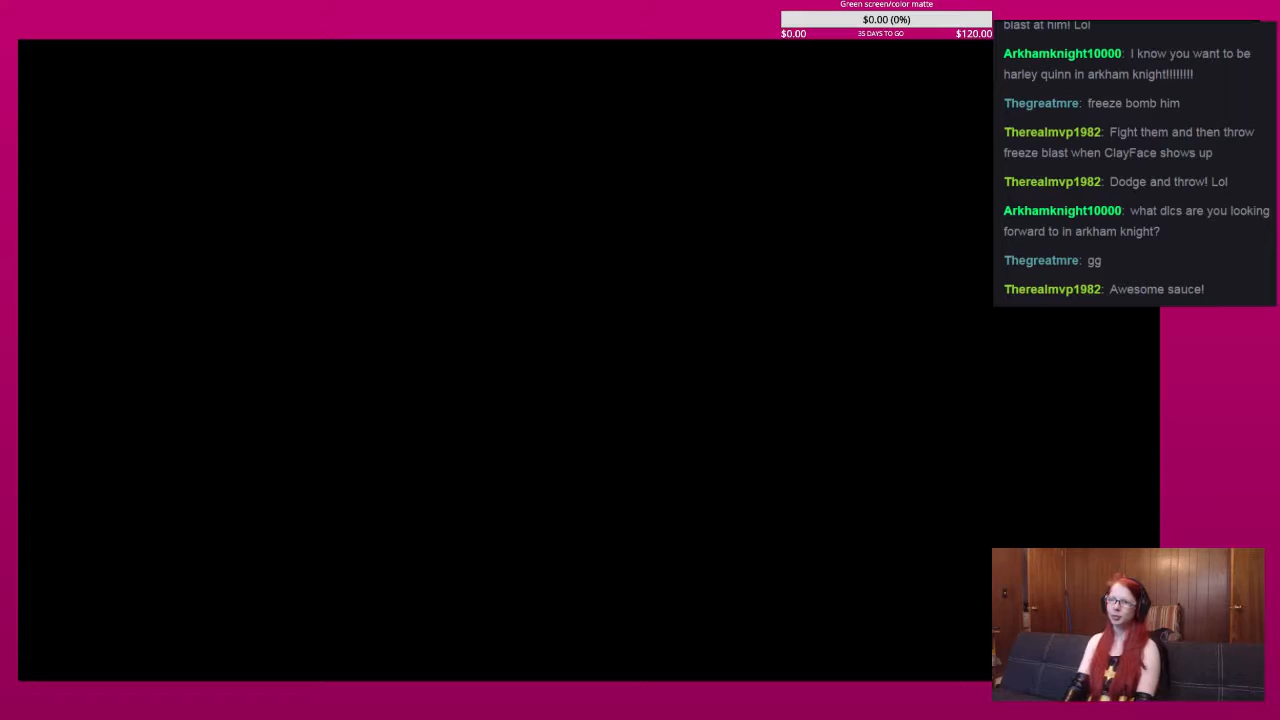 Green screen/color matte
$0.00 (0%)
$0.00 35 DAYS TO GO $120.00
blast at him! Lol
Arkhamknight10000: I know you want to be
harley quinn in arkham knight!!!!!!!!
Thegreatmre: freeze bomb him
Therealmvp1982: Fight them and then throw
freeze blast when ClayFace shows up
Therealmvp1982: Dodge and throw! Lol
Arkhamknight10000: what dlcs are you looking
forward to in arkham knight?
Thegreatmre: gg
Therealmvp1982: Awesome sauce!